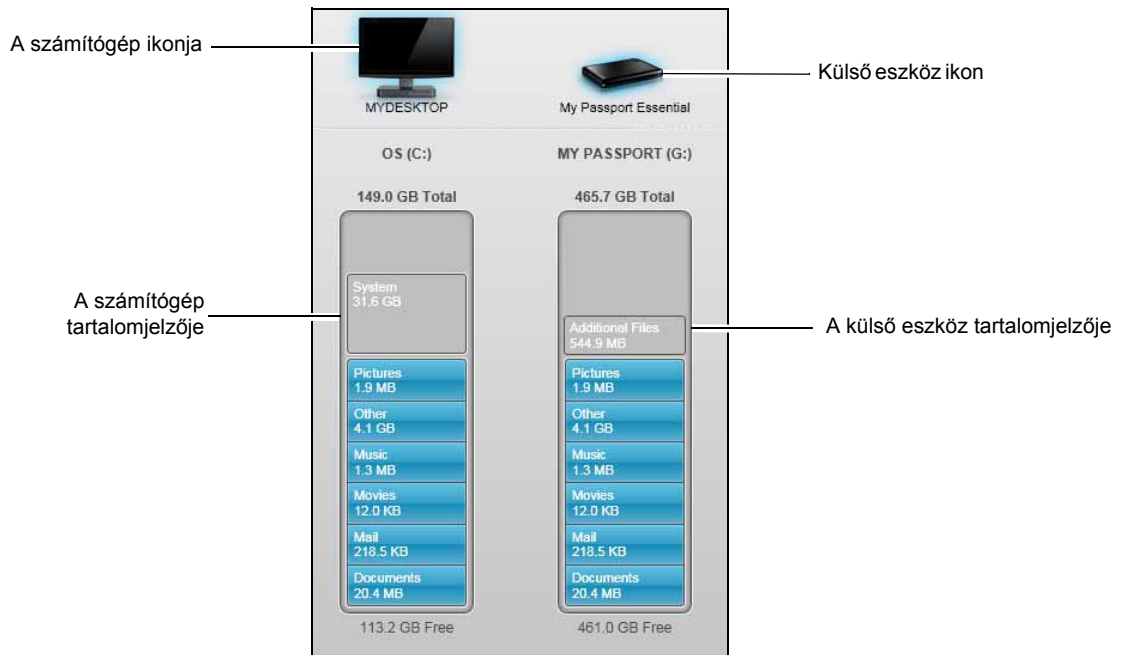 A számítógép ikonja
Külső eszköz ikon
MYDESKTOP
My Passport Essential
OS (C:)
MY PASSPORT (G:)
149.0 GB Total
465.7 GB Total
A számítógép
tartalomjelzője
A külső eszköz tartalomjelzője
System
31.6 GB
Pictures
1.9 MB
Other
4.1 GB
Music
1.3 MB
Movies
12.0 KB
Mail
218.5 KB
Documents
20.4 MB
113.2 GB Free
Additional Files
544.9 MB
Pictures
1.9 MB
Other
4.1 GB
Music
1.3 MB
Movies
12.0 KB
Mail
218.5 KB
Documents
20.4 MB
461.0 GB Free